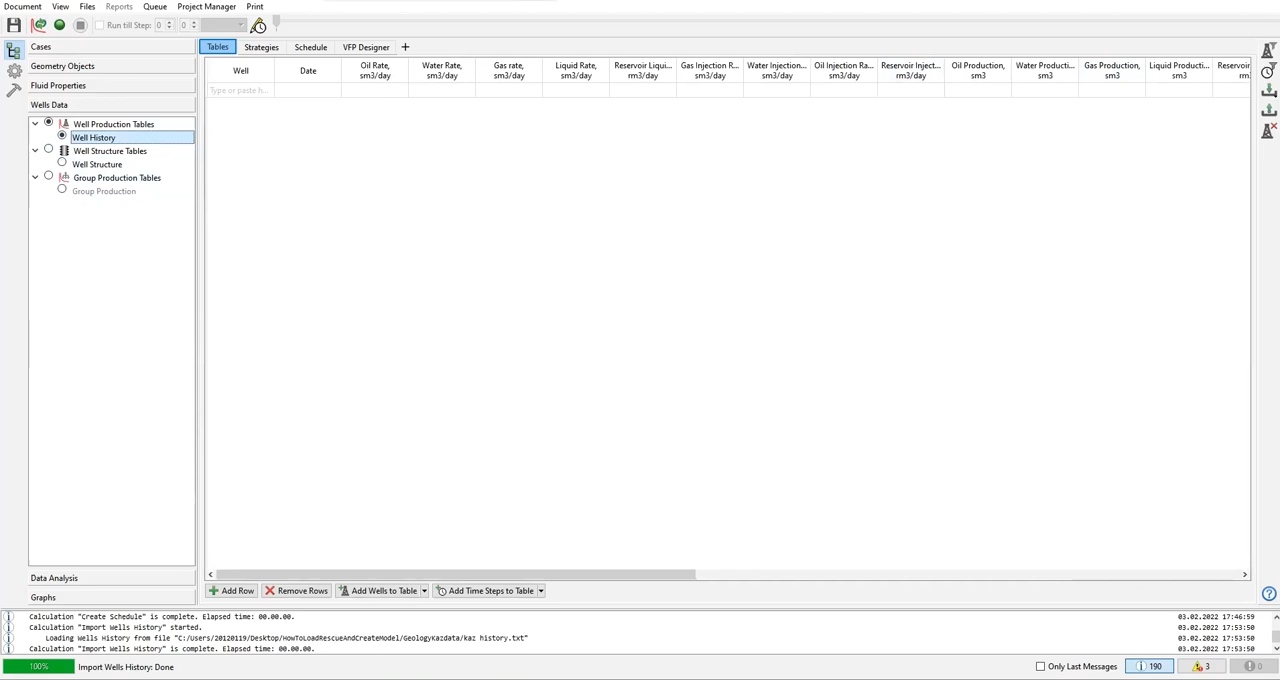 Document View Files Reports Queue Project Manager Print
Run till Step: 0 0
Cases
Geometry Objects
Fluid Properties
Wells Data
Well Production Tables
Well History
Well Structure Tables
Well Structure
Group Production Tables
Group Production
Data Analysis
Graphs
Tables Strategies Schedule VFP Designer +
Well
Date
Oil Rate,
sm3/day
Water Rate,
sm3/day
Gas rate,
sm3/day
Liquid Rate,
sm3/day
Reservoir Liqui...
rm3/day
Gas Injection R...
sm3/day
Water Injection...
sm3/day
Oil Injection Ra...
sm3/day
Reservoir Inject...
rm3/day
Oil Production,
sm3
Water Producti...
sm3
Gas Production,
sm3
Liquid Producti...
sm3
Reservoir
rm
Type or paste h...
Add Row Remove Rows Add Wells to Table Add Time Steps to Table
Calculation "Create Schedule" is complete. Elapsed time: 00.00.00. 03.02.2022 17:46:59
Calculation "Import Wells History" started. 03.02.2022 17:53:50
Loading Wells History from file "C:/Users/20120119/Desktop/HowToLoadRescueAndCreateModel/GeologyKazdata/kaz history.txt" 03.02.2022 17:53:50
Calculation "Import Wells History" is complete. Elapsed time: 00.00.00. 03.02.2022 17:53:50
100% Import Wells History: Done Only Last Messages 190 3 0